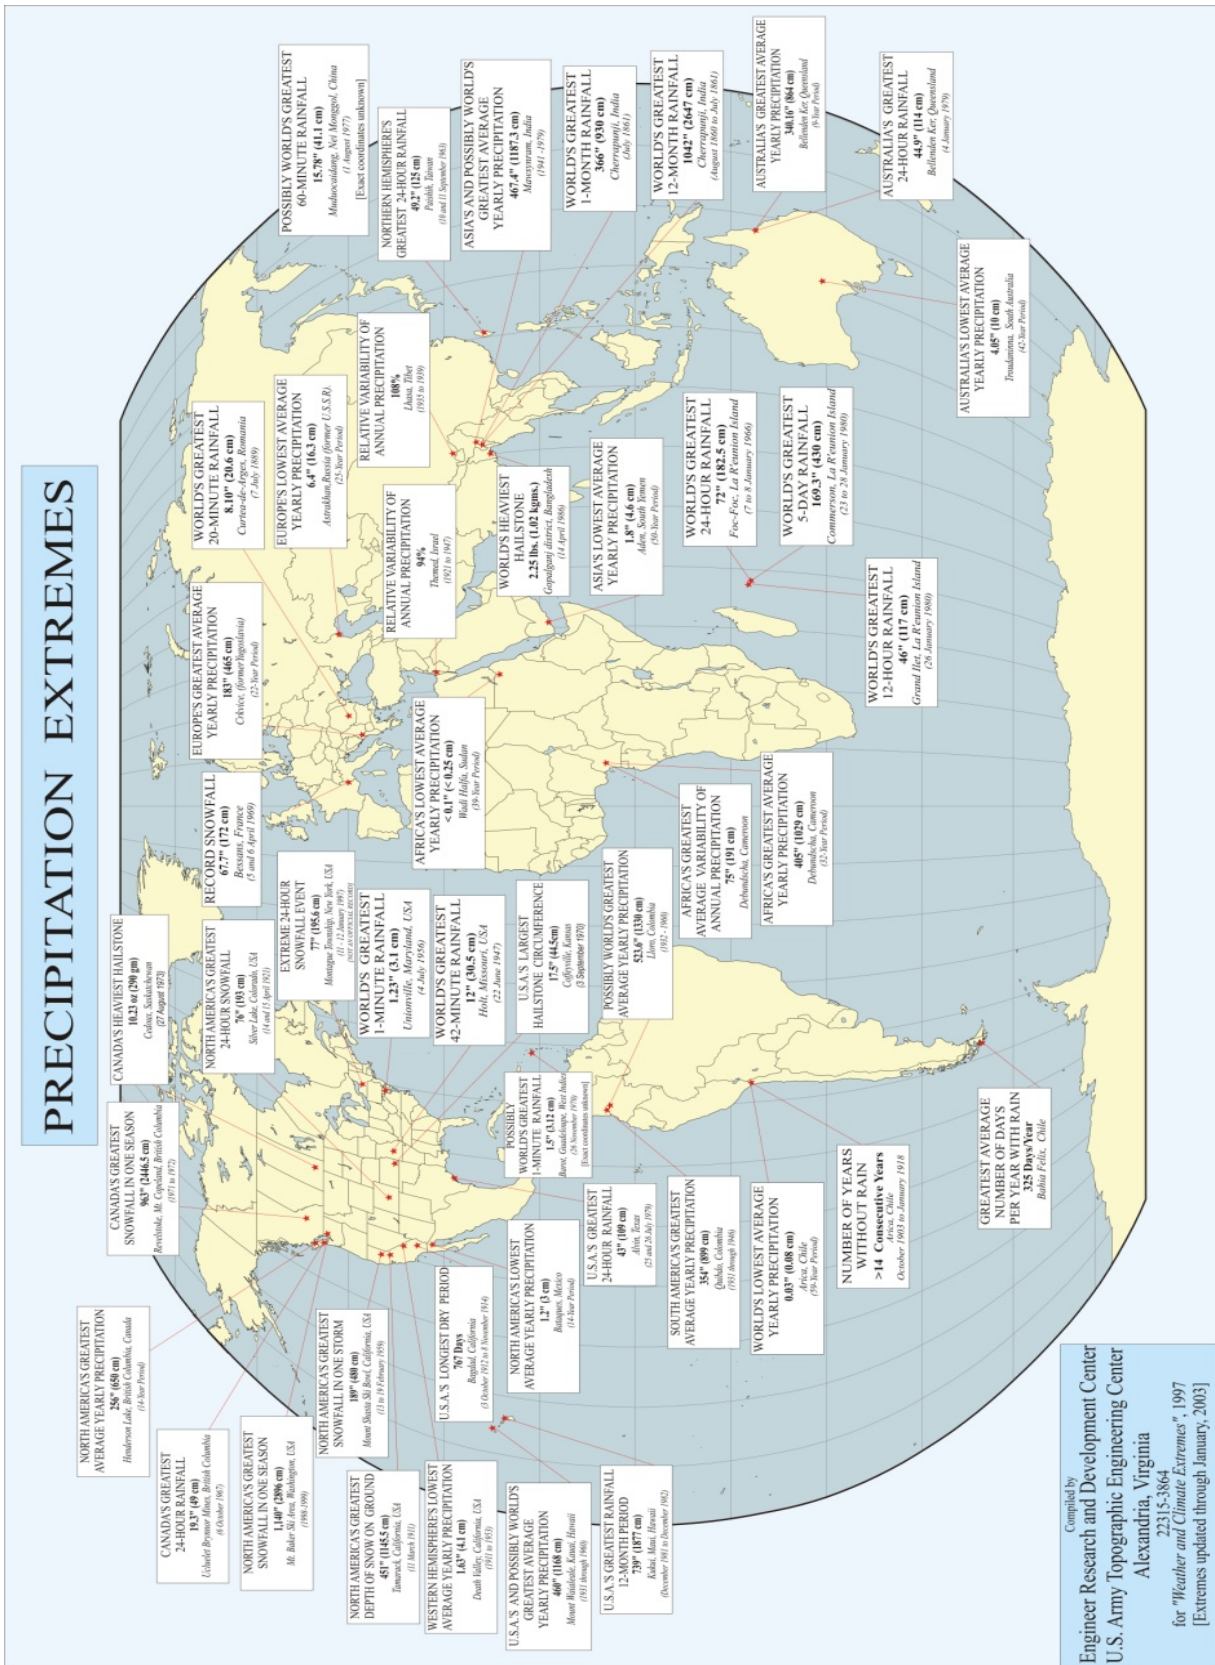 PRECIPITATION EXTREMES
NORTH AMERICA'S GREATEST
AVERAGE YEARLY PRECIPITATION
256" (650 cm)
Henderson Lake, British Columbia, Canada
(14-Year Period)
CANADA'S GREATEST
24-HOUR RAINFALL
19.3" (49 cm)
Ucluelet Brynnor Mines, British Columbia
(6 October 1967)
NORTH AMERICA'S GREATEST
SNOWFALL IN ONE SEASON
1,140" (2896 cm)
Mt. Baker Ski Area, Washington, USA
(1998-1999)
NORTH AMERICA'S GREATEST
DEPTH OF SNOW ON GROUND
451" (1145.5 cm)
Tamarack, California, USA
(11 March 1911)
WESTERN HEMISPHERE'S LOWEST
AVERAGE YEARLY PRECIPITATION
1.63" (4.1 cm)
Death Valley, California, USA
(1911 to 1953)
U.S.A.'S AND POSSIBLY WORLD'S
GREATEST AVERAGE
YEARLY PRECIPITATION
460" (1168 cm)
Mount Waialeale, Kauai, Hawaii
(1931 through 1960)
U.S.A.'S GREATEST RAINFALL
12-MONTH PERIOD
739" (1877 cm)
Kukui, Maui, Hawaii
(December 1981 to December 1982)
CANADA'S GREATEST
SNOWFALL IN ONE SEASON
963" (2446.5 cm)
Revelstoke, Mt. Copeland, British Columbia
(1971 to 1972)
NORTH AMERICA'S GREATEST
SNOWFALL IN ONE STORM
189" (480 cm)
Mount Shasta Ski Bowl, California, USA
(13 to 19 February 1959)
U.S.A.'S LONGEST DRY PERIOD
767 Days
Bagdad, California
(3 October 1912 to 8 November 1914)
NORTH AMERICA'S LOWEST
AVERAGE YEARLY PRECIPITATION
1.2" (3 cm)
Bataques, Mexico
(14-Year Period)
U.S.A.'S GREATEST
24-HOUR RAINFALL
43" (109 cm)
Alvin, Texas
(25 and 26 July 1979)
SOUTH AMERICA'S GREATEST
AVERAGE YEARLY PRECIPITATION
354" (899 cm)
Quibdo, Colombia
(1931 through 1946)
WORLD'S LOWEST AVERAGE
YEARLY PRECIPITATION
0.03" (0.08 cm)
Arica, Chile
(59-Year Period)
NUMBER OF YEARS
WITHOUT RAIN
>14 Consecutive Years
Arica, Chile
October 1903 to January 1918
GREATEST AVERAGE
NUMBER OF DAYS
PER YEAR WITH RAIN
325 Days/Year
Bahia Felix, Chile
CANADA'S HEAVIEST HAILSTONE
10.23 oz (290 gm)
Cedoux, Saskatchewan
(27 August 1973)
NORTH AMERICA'S GREATEST
24-HOUR SNOWFALL
76" (193 cm)
Silver Lake, Colorado, USA
(14 and 15 April 1921)
EXTREME 24-HOUR
SNOWFALL EVENT
77" (195.6 cm)
Montague Township, New York, USA
(11 - 12 January 1997)
[NOT AN OFFICIAL RECORD]
WORLD'S GREATEST
1-MINUTE RAINFALL
1.23" (3.1 cm)
Unionville, Maryland, USA
(4 July 1956)
WORLD'S GREATEST
42-MINUTE RAINFALL
12" (30.5 cm)
Holt, Missouri, USA
(22 June 1947)
U.S.A.'S LARGEST
HAILSTONE CIRCUMFERENCE
17.5" (44.5cm)
Coffeyville, Kansas
(3 September 1970)
POSSIBLY
WORLD'S GREATEST
1-MINUTE RAINFALL
1.5" (3.12 cm)
Barot, Guadeloupe, West Indies
(26 November 1970)
[Exact coordinates unknown]
POSSIBLY WORLD'S GREATEST
AVERAGE YEARLY PRECIPITATION
523.6" (1330 cm)
Lloro, Colombia
(1932 - 1960)
RECORD SNOWFALL
67.7" (172 cm)
Bessans, France
(5 and 6 April 1969)
EUROPE'S GREATEST AVERAGE
YEARLY PRECIPITATION
183" (465 cm)
Crkvice, (former Yugoslavia)
(22-Year Period)
WORLD'S GREATEST
20-MINUTE RAINFALL
8.10" (20.6 cm)
Curtea-de-Arges, Romania
(7 July 1889)
EUROPE'S LOWEST AVERAGE
YEARLY PRECIPITATION
6.4" (16.3 cm)
Astrakhan, Russia (former U.S.S.R).
(25-Year Period)
RELATIVE VARIABILITY OF
ANNUAL PRECIPITATION
108%
Lhasa, Tibet
(1935 to 1939)
RELATIVE VARIABILITY OF
ANNUAL PRECIPITATION
94%
Themed, Israel
(1921 to 1947)
AFRICA'S LOWEST AVERAGE
YEARLY PRECIPITATION
< 0.1" (< 0.25 cm)
Wadi Halfa, Sudan
(39-Year Period)
WORLD'S HEAVIEST
HAILSTONE
2.25 lbs. (1.02 kgms.)
Gopalganj district, Bangladesh
(14 April 1986)
ASIA'S LOWEST AVERAGE
YEARLY PRECIPITATION
1.8" (4.6 cm)
Aden, South Yemen
(50-Year Period)
AFRICA'S GREATEST
AVERAGE VARIABILITY OF
ANNUAL PRECIPITATION
75" (191 cm)
Debundscha, Cameroon
AFRICA'S GREATEST AVERAGE
YEARLY PRECIPITATION
405" (1029 cm)
Debundscha, Cameroon
(32-Year Period)
WORLD'S GREATEST
24-HOUR RAINFALL
72" (182.5 cm)
Foc-Foc, La R'eunion Island
(7 to 8 January 1966)
WORLD'S GREATEST
5-DAY RAINFALL
169.3" (430 cm)
Commerson, La R'eunion Island
(23 to 28 January 1980)
WORLD'S GREATEST
12-HOUR RAINFALL
46" (117 cm)
Grand Ilet, La R'eunion Island
(26 January 1980)
POSSIBLY WORLD'S GREATEST
60-MINUTE RAINFALL
15.78" (41.1 cm)
Muduocaidang, Nei Monggol, China
(1 August 1977)
[Exact coordinates unknown]
NORTHERN HEMISPHERE'S
GREATEST 24-HOUR RAINFALL
49.2" (125 cm)
Paishih, Taiwan
(10 and 11 September 1963)
ASIA'S AND POSSIBLY WORLD'S
GREATEST AVERAGE
YEARLY PRECIPITATION
467.4" (1187.3 cm)
Mawsynram, India
(1941 -1979)
WORLD'S GREATEST
1-MONTH RAINFALL
366" (930 cm)
Cherrapunji, India
(July 1861)
WORLD'S GREATEST
12-MONTH RAINFALL
1042" (2647 cm)
Cherrapunji, India
(August 1860 to July 1861)
AUSTRALIA'S GREATEST AVERAGE
YEARLY PRECIPITATION
340.16" (864 cm)
Bellenden Ker, Queensland
(9-Year Period)
AUSTRALIA'S GREATEST
24-HOUR RAINFALL
44.9" (114 cm)
Bellenden Ker, Queensland
(4 January 1979)
AUSTRALIA'S LOWEST AVERAGE
YEARLY PRECIPITATION
4.05" (10 cm)
Troudaninna, South Australia
(42-Year Period)
Compiled by
Engineer Research and Development Center
U.S. Army Topographic Engineering Center
Alexandria, Virginia
22315-3864
for "Weather and Climate Extremes", 1997
[Extremes updated through January, 2003]